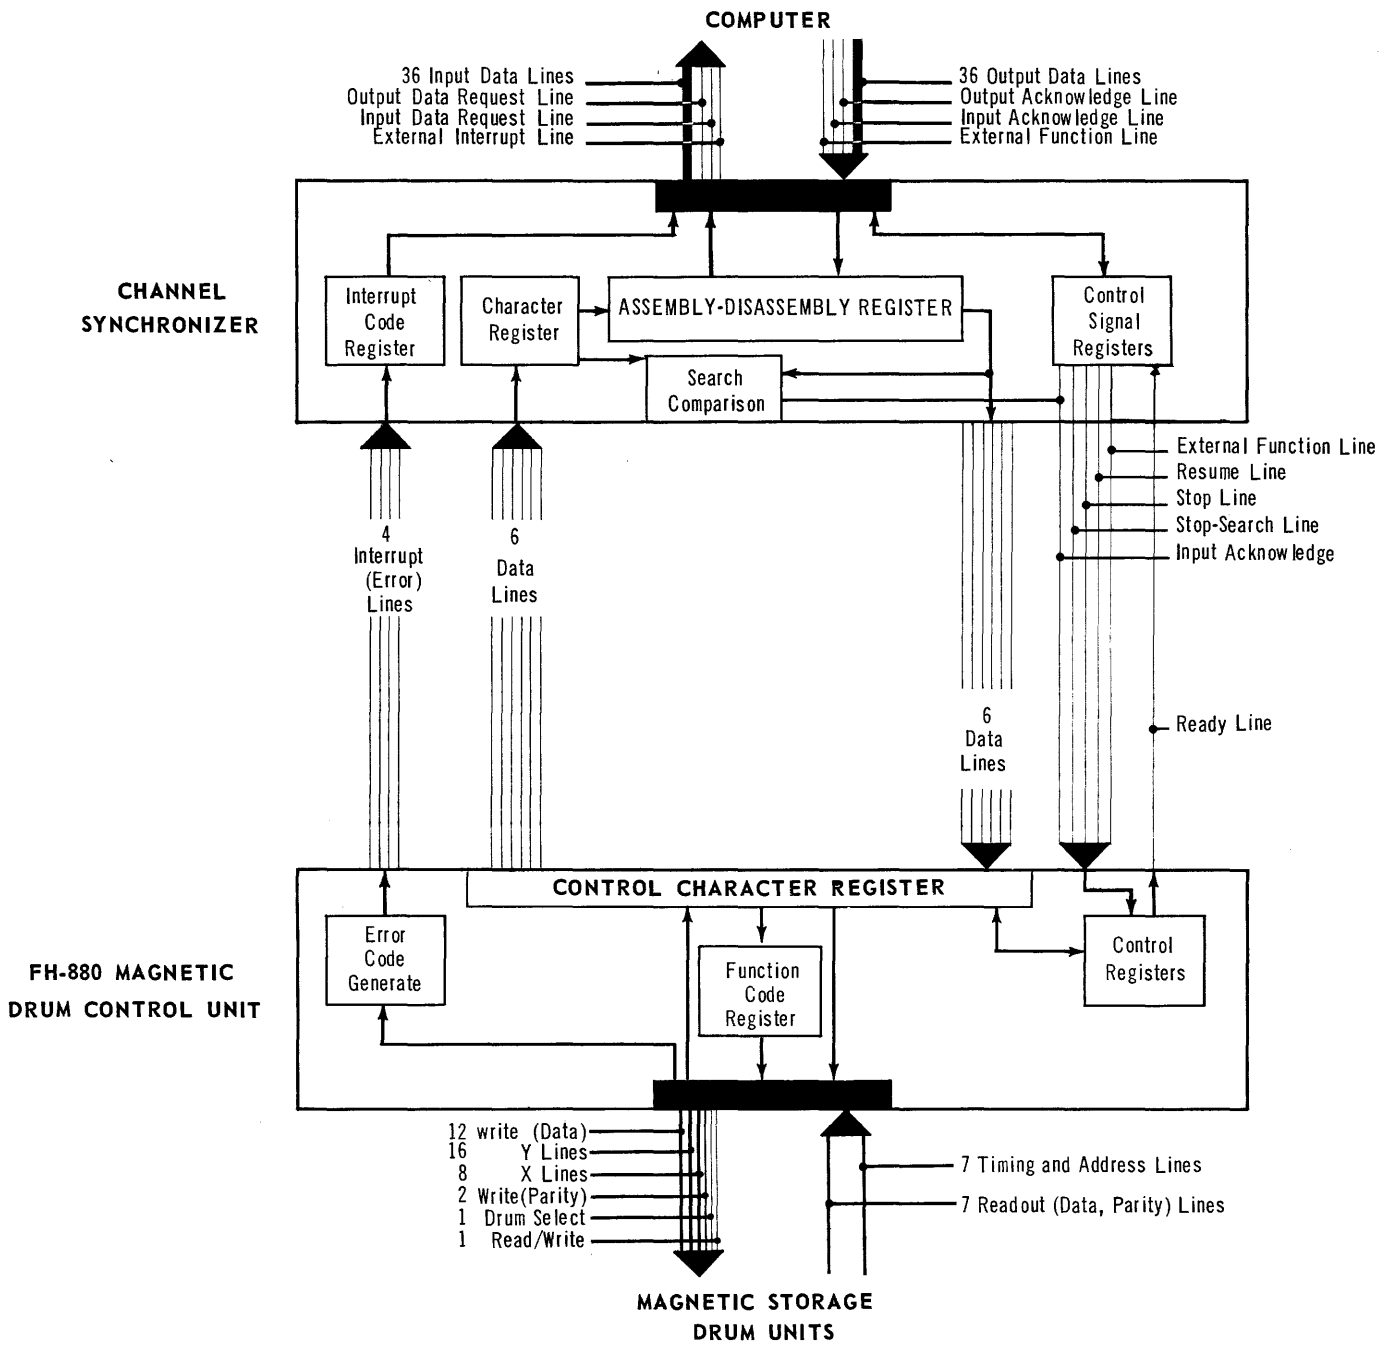 COMPUTER
36 Input Data Lines
Output Data Request Line
Input Data Request Line
External Interrupt Line
36 Output Data Lines
Output Acknowledge Line
Input Acknowledge Line
External Function Line
CHANNEL
SYNCHRONIZER
Interrupt
Code
Register
Character
Register
ASSEMBLY-DISASSEMBLY REGISTER
Search
Comparison
Control
Signal
Registers
External Function Line
Resume Line
Stop Line
Stop-Search Line
Input Acknowledge
4
Interrupt
(Error)
Lines
6
Data
Lines
6
Data
Lines
Ready Line
FH-880 MAGNETIC
DRUM CONTROL UNIT
CONTROL CHARACTER REGISTER
Error
Code
Generate
Function
Code
Register
Control
Registers
12 write (Data)
16 Y Lines
8 X Lines
2 Write(Parity)
1 Drum Select
1 Read/Write
7 Timing and Address Lines
7 Readout (Data, Parity) Lines
MAGNETIC STORAGE
DRUM UNITS